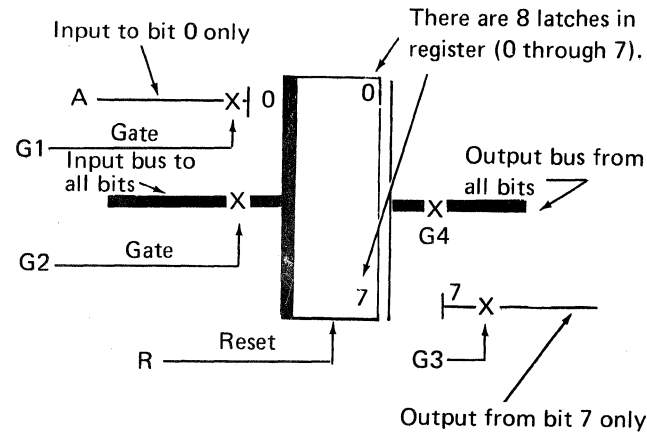 There are 8 latches in
register (0 through 7).
Input to bit 0 only
A X 0 0
Gate
G1
Input bus to
all bits X
Output bus from
all bits
X
G4
Gate
G2
7
7
X
Reset
R
G3
Output from bit 7 only